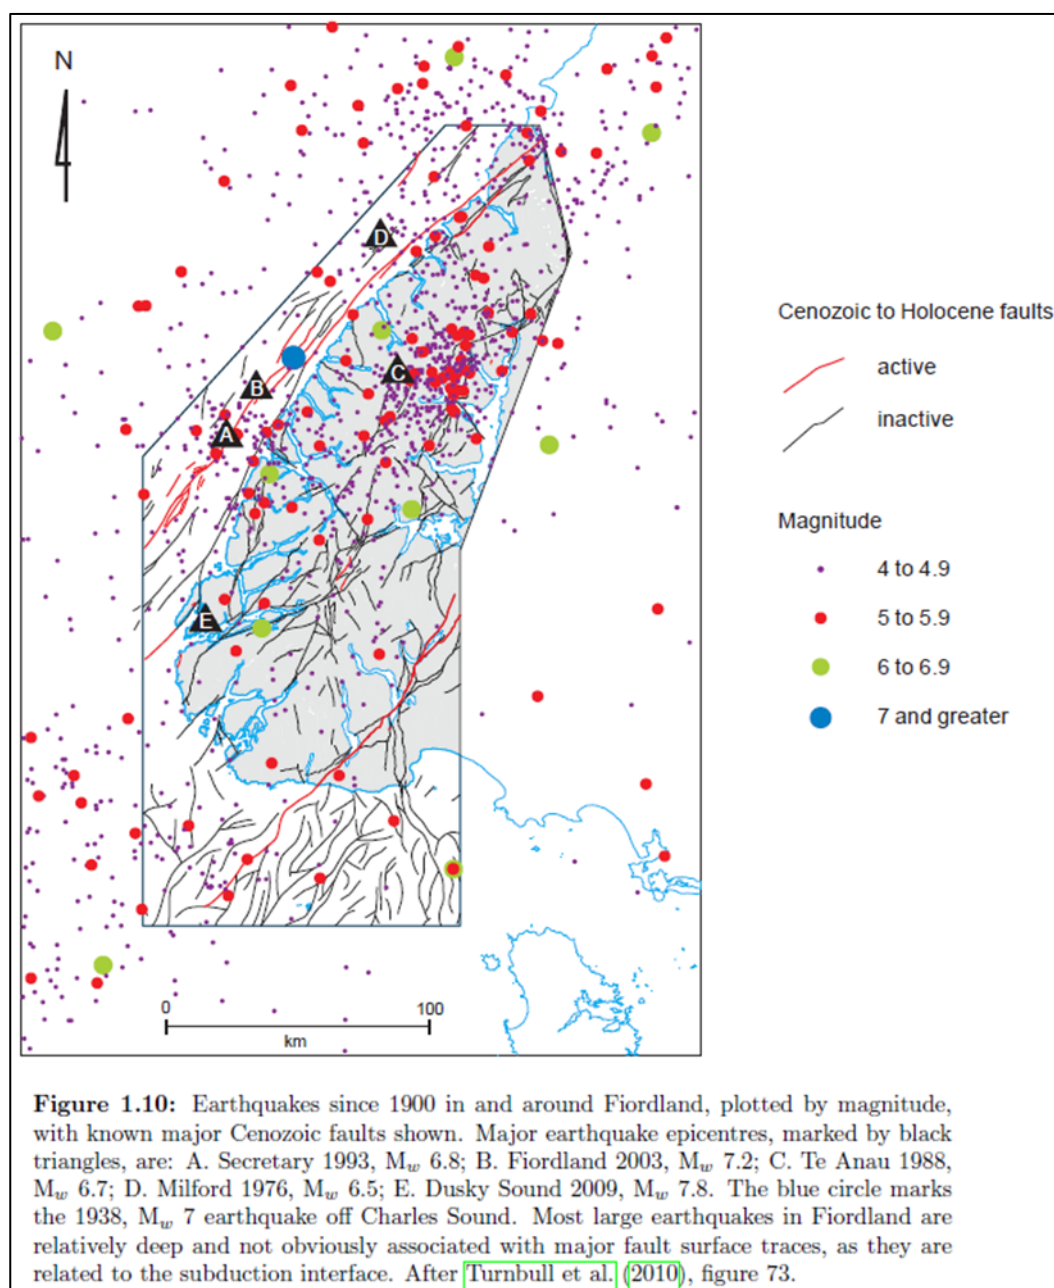 N
D
C
B
A
E
0 100
km
Cenozoic to Holocene faults
active
inactive
Magnitude
4 to 4.9
5 to 5.9
6 to 6.9
7 and greater
Figure 1.10: Earthquakes since 1900 in and around Fiordland, plotted by magnitude,
with known major Cenozoic faults shown. Major earthquake epicentres, marked by black
triangles, are: A. Secretary 1993, Mw 6.8; B. Fiordland 2003, Mw 7.2; C. Te Anau 1988,
Mw 6.7; D. Milford 1976, Mw 6.5; E. Dusky Sound 2009, Mw 7.8. The blue circle marks
the 1938, Mw 7 earthquake off Charles Sound. Most large earthquakes in Fiordland are
relatively deep and not obviously associated with major fault surface traces, as they are
related to the subduction interface. After Turnbull et al. (2010), figure 73.